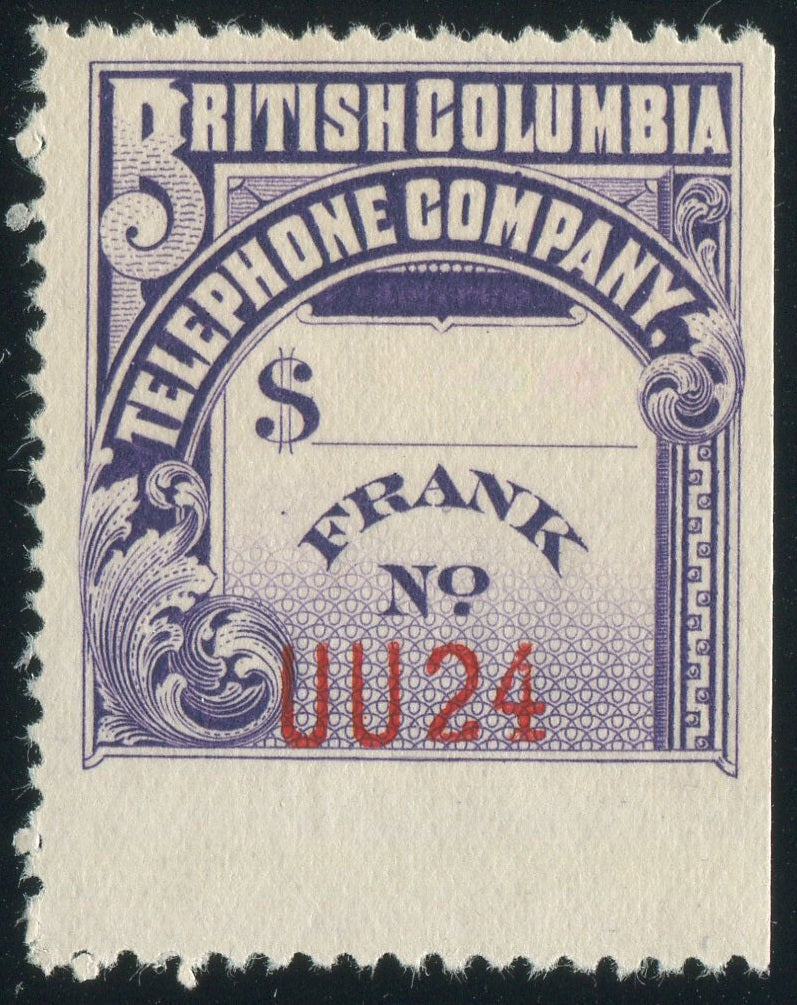 BRITISH COLUMBIA
TELEPHONE COMPANY.
$
FRANK
No
UU24